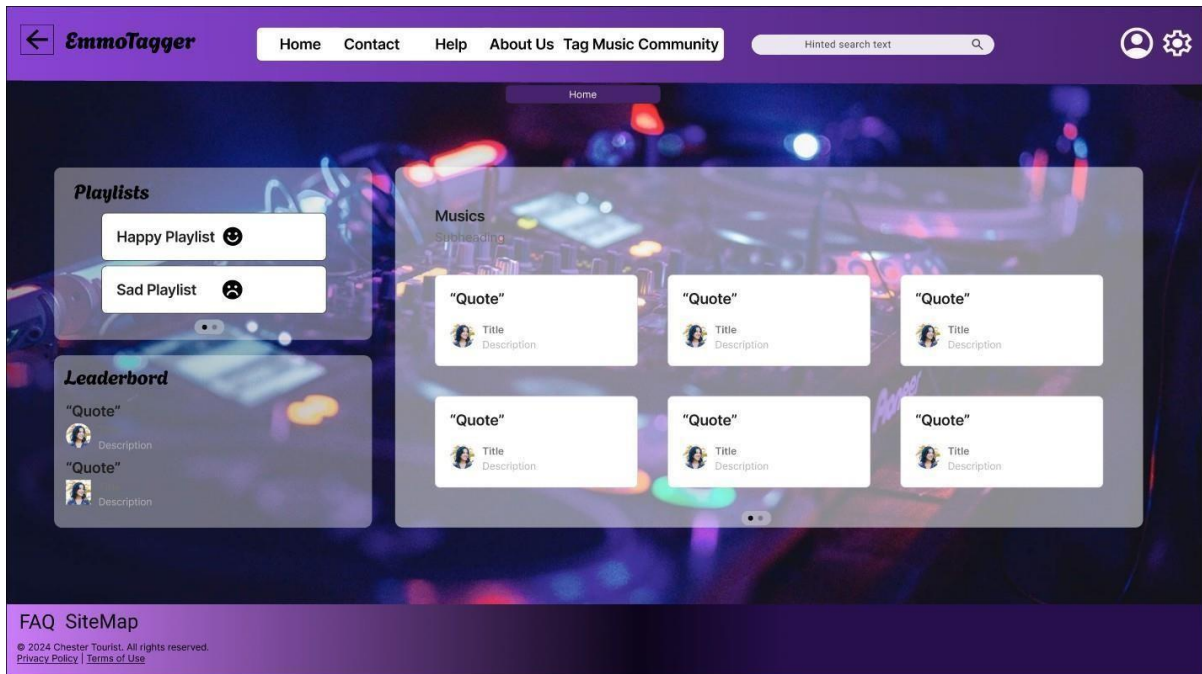 EmmoTagger
Home Contact Help About Us Tag Music Community
Hinted search text
Home
Playlists
Happy Playlist
Sad Playlist
Leaderbord
“Quote”
Description
“Quote”
Description
Musics
Subheading
“Quote” “Quote” “Quote”
Title Title Title
Description Description Description
“Quote” “Quote” “Quote”
Title Title Title
Description Description Description
Pioneer
FAQ SiteMap
© 2024 Chester Tourist. All rights reserved.
Privacy Policy | Terms of Use